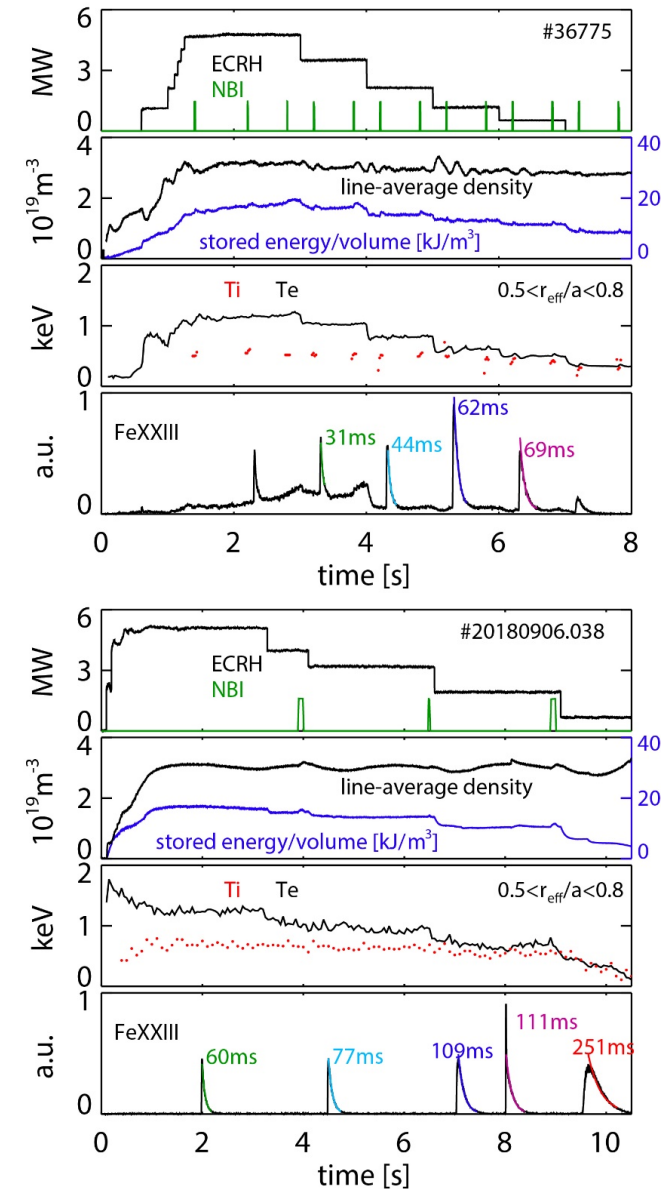 6
3
0
MW
#36775
ECRH
NBI
4
2
0
10¹⁹m⁻³
40
20
0
line-average density
stored energy/volume [kJ/m³]
2
1
0
keV
Ti Te 0.5<r_eff/a<0.8
1
0
a.u.
FeXXIII
31ms
44ms
62ms
69ms
0 2 4 6 8
time [s]
6
3
0
MW
#20180906.038
ECRH
NBI
4
2
0
10¹⁹m⁻³
40
20
0
line-average density
stored energy/volume [kJ/m³]
2
1
0
keV
Ti Te 0.5<r_eff/a<0.8
1
0
a.u.
FeXXIII
60ms
77ms
109ms
111ms
251ms
0 2 4 6 8 10
time [s]